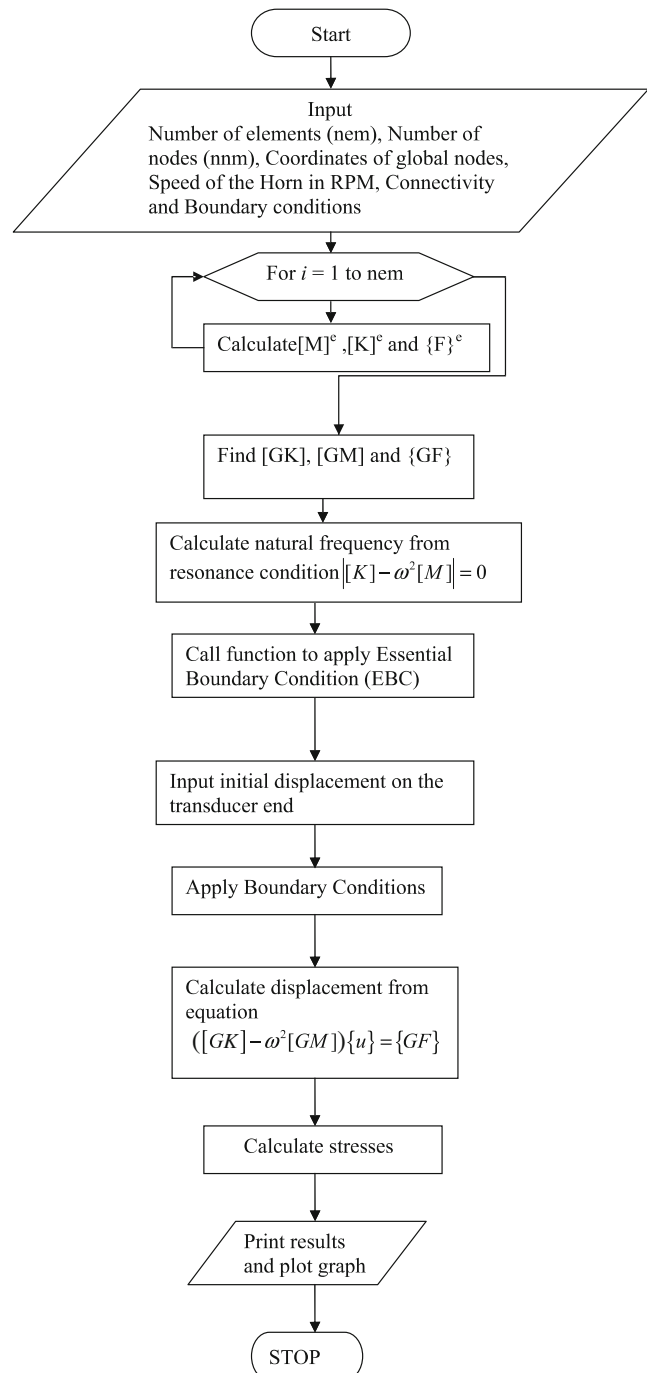 Start
Input
Number of elements (nem), Number of
nodes (nnm), Coordinates of global nodes,
Speed of the Horn in RPM, Connectivity
and Boundary conditions
For i = 1 to nem
Calculate[M]ᵉ ,[K]ᵉ and {F}ᵉ
Find [GK], [GM] and {GF}
Calculate natural frequency from
resonance condition |[K]−ω²[M]| = 0
Call function to apply Essential
Boundary Condition (EBC)
Input initial displacement on the
transducer end
Apply Boundary Conditions
Calculate displacement from
equation
([GK]−ω²[GM]){u} = {GF}
Calculate stresses
Print results
and plot graph
STOP